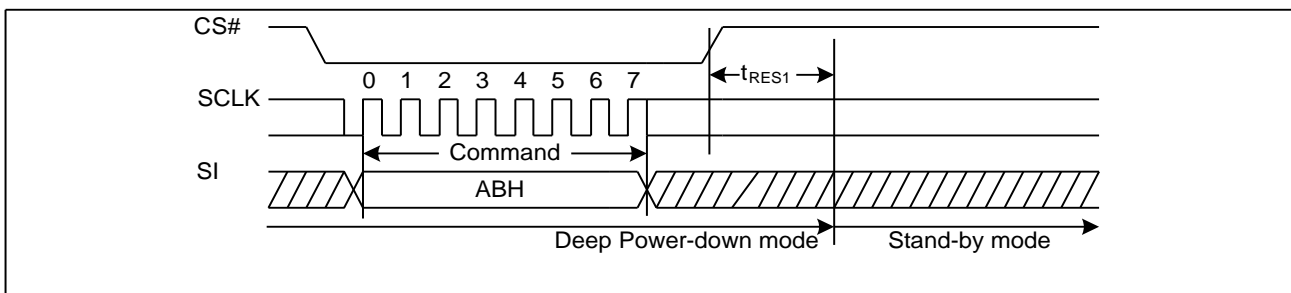 CS#
tRES1
0 1 2 3 4 5 6 7
SCLK
Command
SI
ABH
Deep Power-down mode Stand-by mode